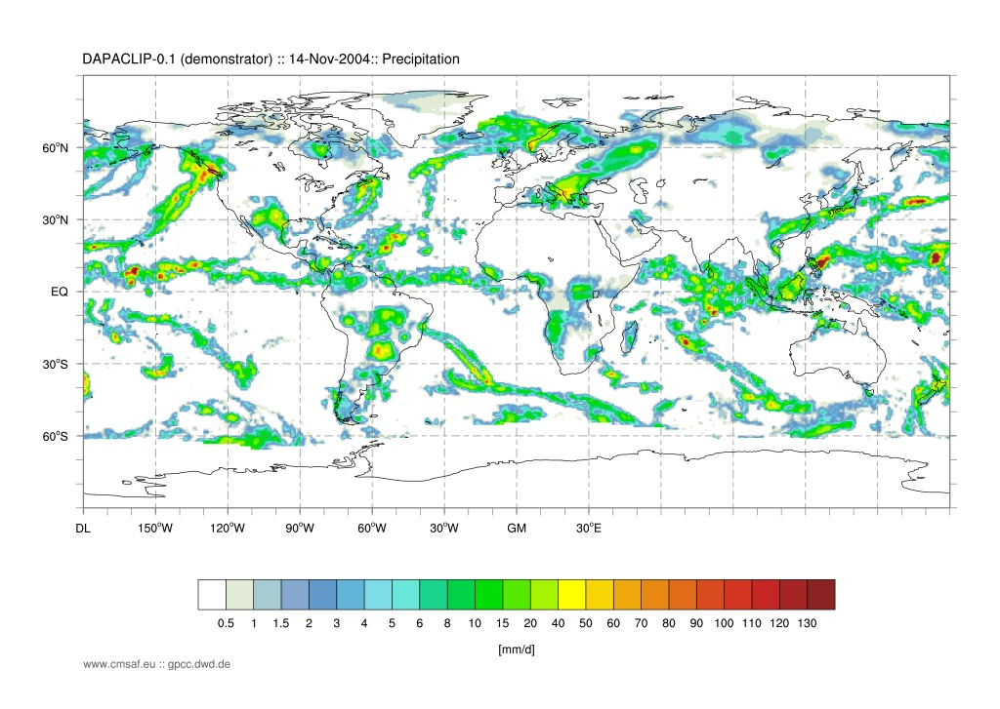 DAPACLIP-0.1 (demonstrator) :: 14-Nov-2004:: Precipitation
60°N
30°N
EQ
30°S
60°S
DL 150°W 120°W 90°W 60°W 30°W GM 30°E
0.5 1 1.5 2 3 4 5 6 8 10 15 20 40 50 60 70 80 90 100 110 120 130
[mm/d]
www.cmsaf.eu :: gpcc.dwd.de